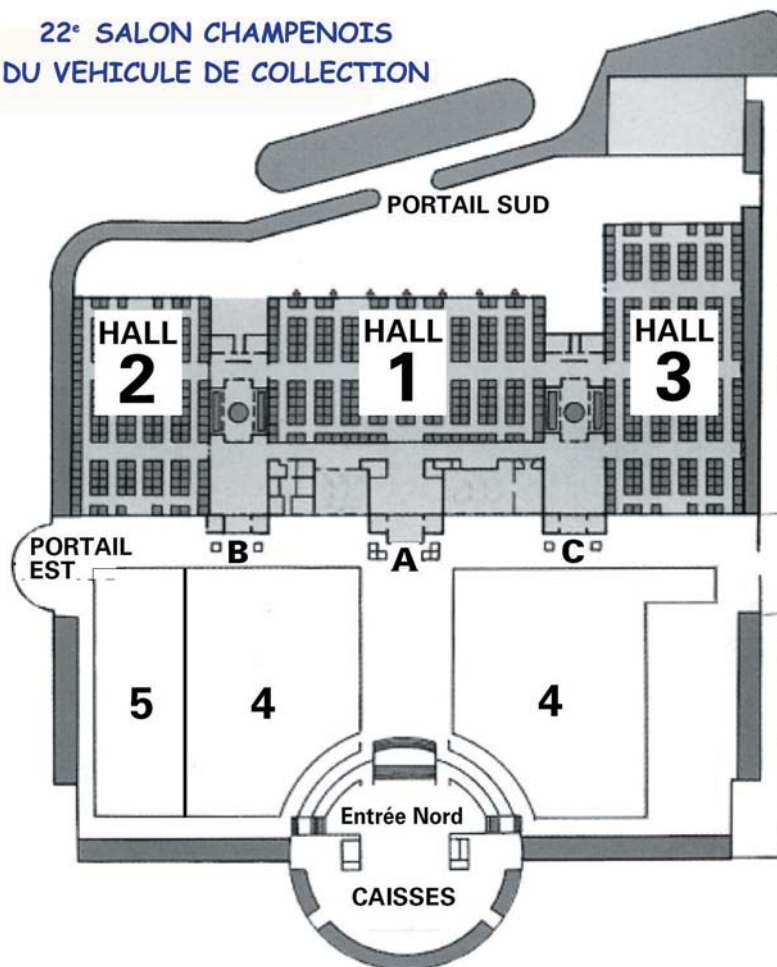 22e SALON CHAMPENOIS
DU VEHICULE DE COLLECTION
PORTAIL SUD
HALL
2
HALL
1
HALL
3
PORTAIL
EST
B
A
C
5
4
4
Entrée Nord
CAISSES